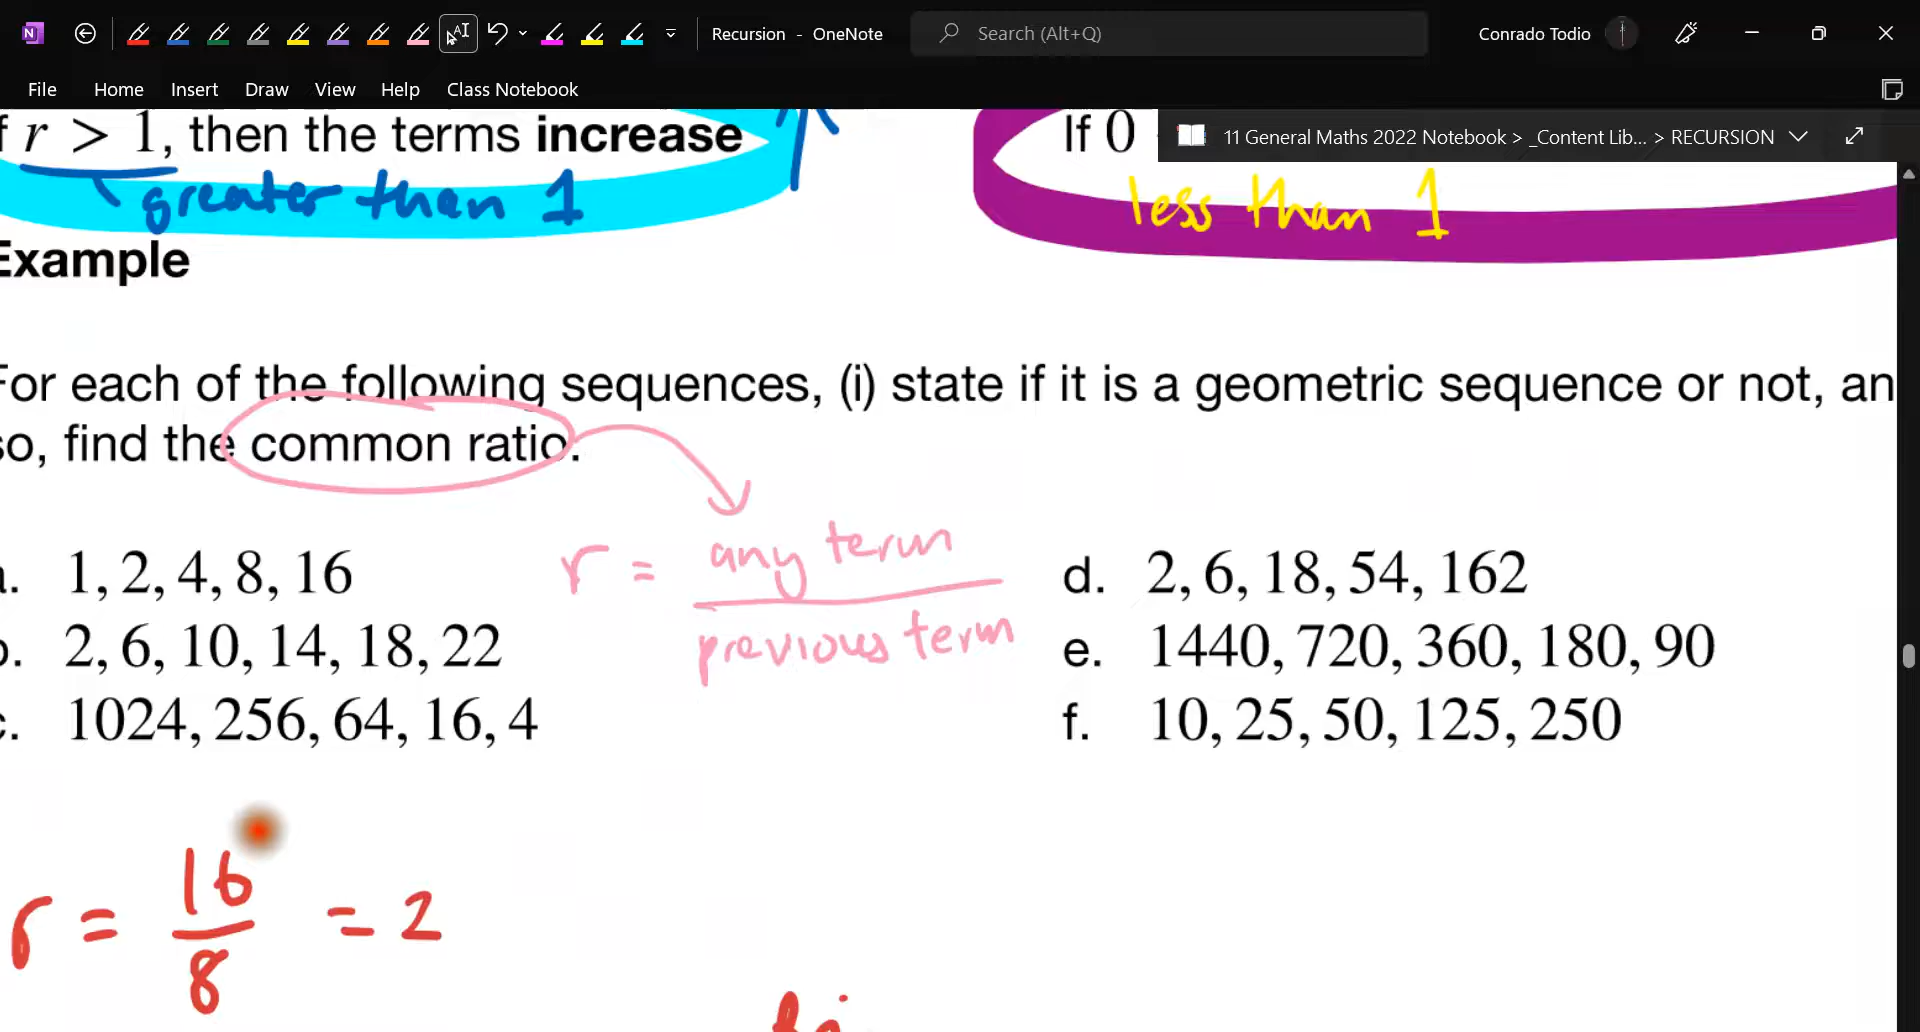 Recursion - OneNote
Search (Alt+Q)
Conrado Todio
File Home Insert Draw View Help Class Notebook
11 General Maths 2022 Notebook > _Content Lib... > RECURSION
f r > 1, then the terms increase
greater than 1
If 0
less than 1
Example
For each of the following sequences, (i) state if it is a geometric sequence or not, an
so, find the common ratio.
r = any term
previous term
a. 1, 2, 4, 8, 16
b. 2, 6, 10, 14, 18, 22
c. 1024, 256, 64, 16, 4
d. 2, 6, 18, 54, 162
e. 1440, 720, 360, 180, 90
f. 10, 25, 50, 125, 250
r = 16/8 = 2